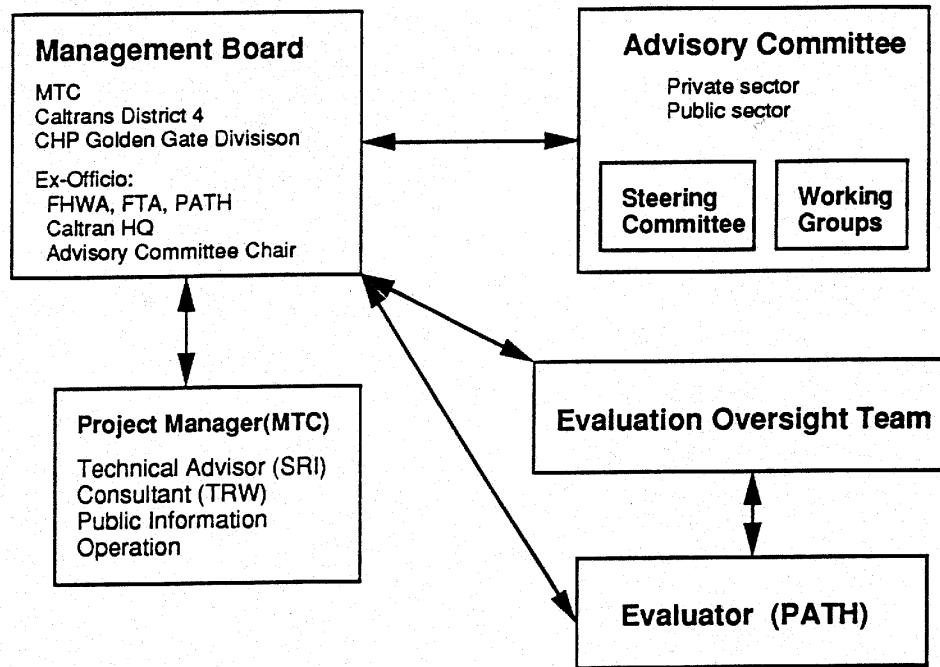 Management Board
MTC
Caltrans District 4
CHP Golden Gate Divisison
Ex-Officio:
FHWA, FTA, PATH
Caltran HQ
Advisory Committee Chair
Advisory Committee
Private sector
Public sector
Steering
Committee
Working
Groups
Project Manager(MTC)
Technical Advisor (SRI)
Consultant (TRW)
Public Information
Operation
Evaluation Oversight Team
Evaluator (PATH)